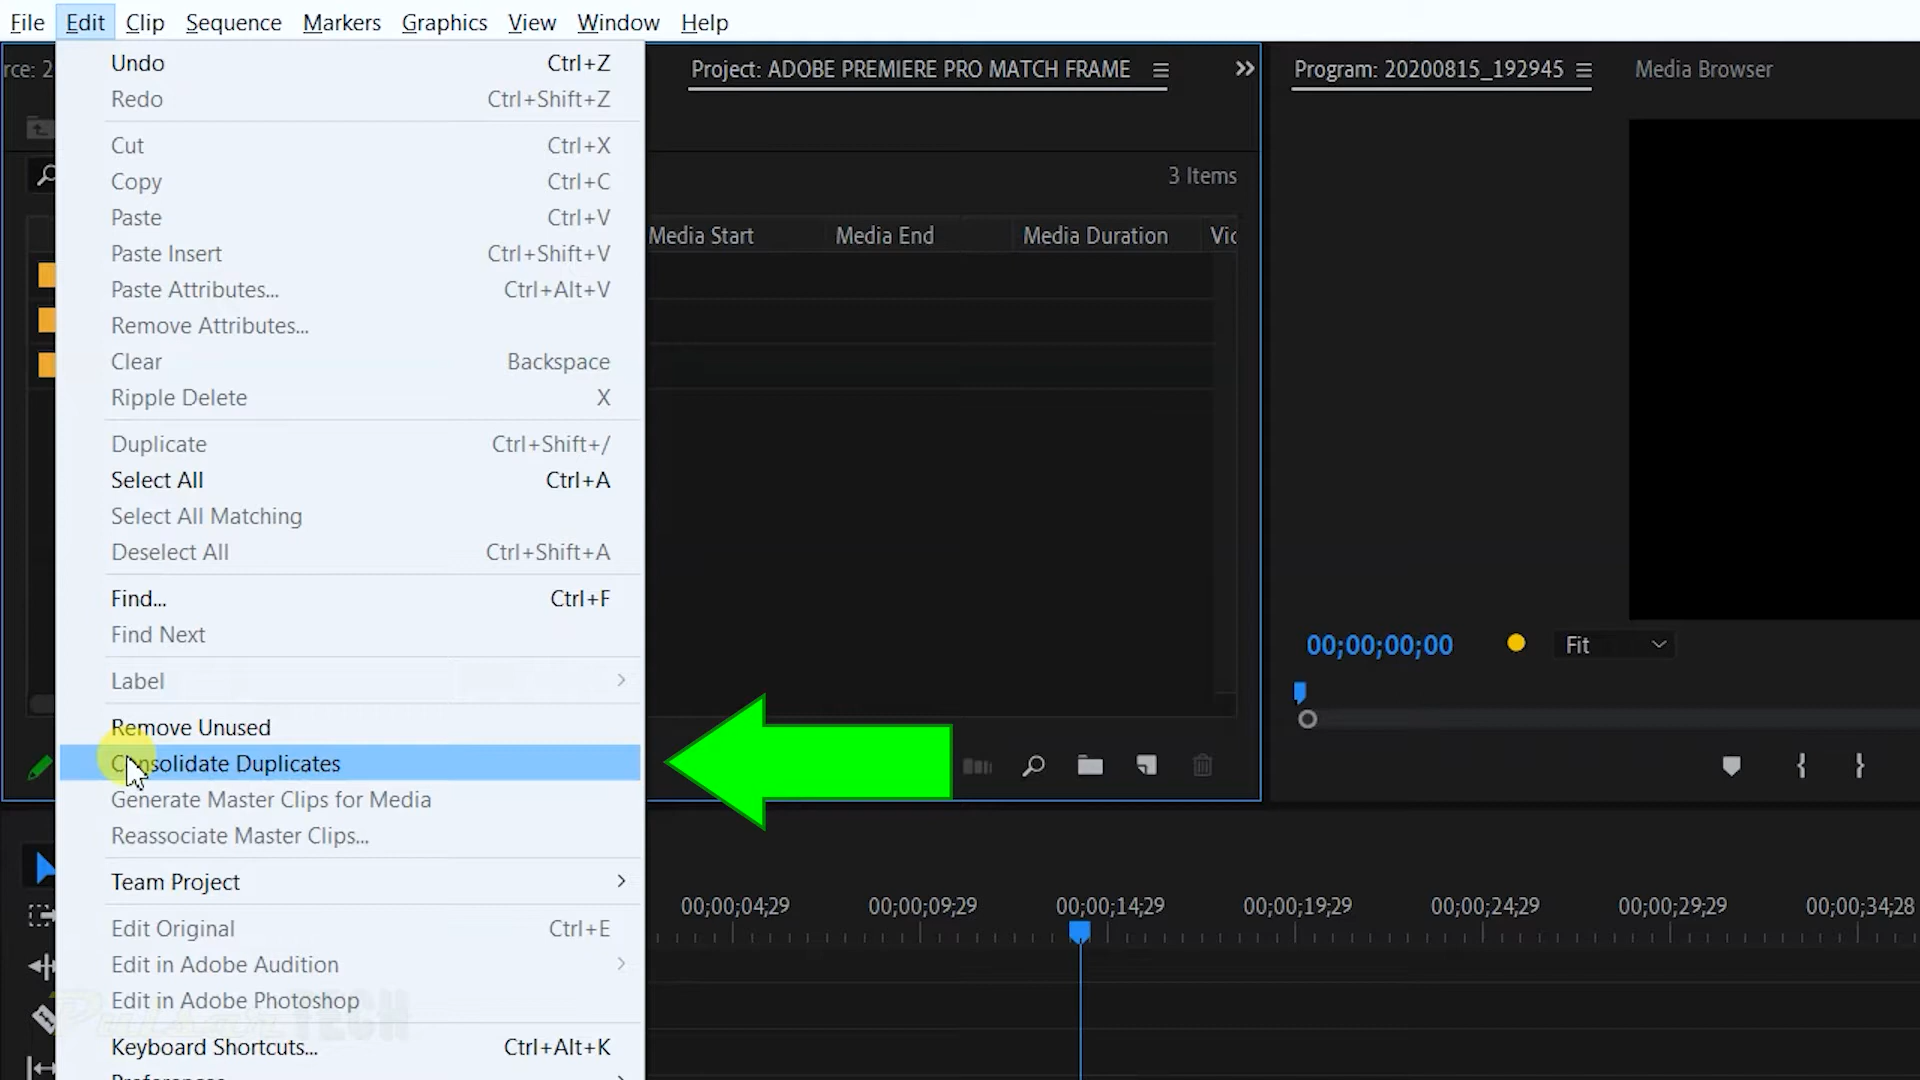 File Edit Clip Sequence Markers Graphics View Window Help
rce: 2
Project: ADOBE PREMIERE PRO MATCH FRAME
Program: 20200815_192945
Media Browser
3 Items
Media Start Media End Media Duration Vic
Undo Ctrl+Z
Redo Ctrl+Shift+Z
Cut Ctrl+X
Copy Ctrl+C
Paste Ctrl+V
Paste Insert Ctrl+Shift+V
Paste Attributes... Ctrl+Alt+V
Remove Attributes...
Clear Backspace
Ripple Delete X
Duplicate Ctrl+Shift+/
Select All Ctrl+A
Select All Matching
Deselect All Ctrl+Shift+A
Find... Ctrl+F
Find Next
Label
Remove Unused
Consolidate Duplicates
Generate Master Clips for Media
Reassociate Master Clips...
Team Project
Edit Original Ctrl+E
Edit in Adobe Audition
Edit in Adobe Photoshop
TECH
Keyboard Shortcuts... Ctrl+Alt+K
Preferences
00;00;00;00
Fit
00;00;04;29 00;00;09;29 00;00;14;29 00;00;19;29 00;00;24;29 00;00;29;29 00;00;34;28